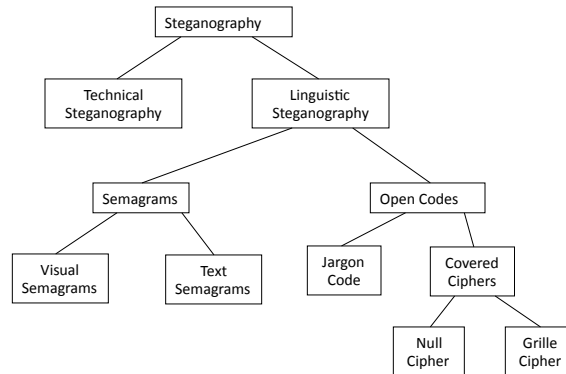 Steganography
Technical
Steganography
Linguistic
Steganography
Semagrams
Open Codes
Visual
Semagrams
Text
Semagrams
Jargon
Code
Covered
Ciphers
Null
Cipher
Grille
Cipher